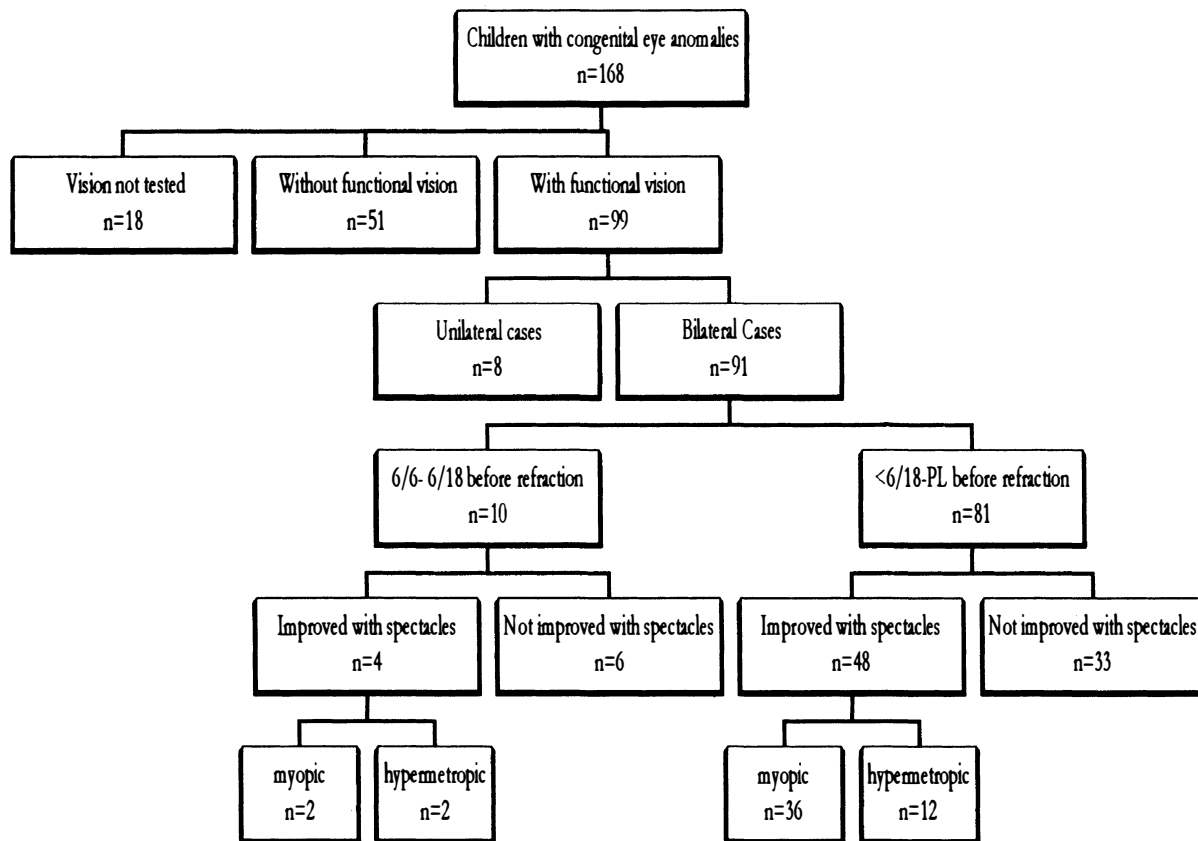 Children with congenital eye anomalies
n=168
Vision not tested
n=18
Without functional vision
n=51
With functional vision
n=99
Unilateral cases
n=8
Bilateral Cases
n=91
6/6- 6/18 before refraction
n=10
<6/18-PL before refraction
n=81
Improved with spectacles
n=4
Not improved with spectacles
n=6
Improved with spectacles
n=48
Not improved with spectacles
n=33
myopic
n=2
hypermetropic
n=2
myopic
n=36
hypermetropic
n=12